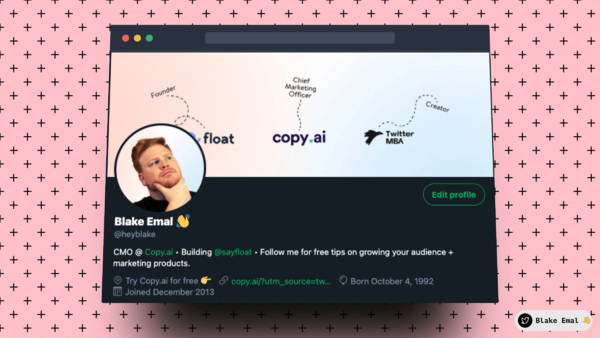 Founder
Chief
Marketing
Officer
Creator
float
copy.ai
Twitter
MBA
Edit profile
Blake Emal 👋
@heyblake
CMO @ Copy.ai • Building @sayfloat • Follow me for free tips on growing your audience +
marketing products.
Try Copy.ai for free 👉 copy.ai/?utm_source=tw... Born October 4, 1992
Joined December 2013
Blake Emal 👋